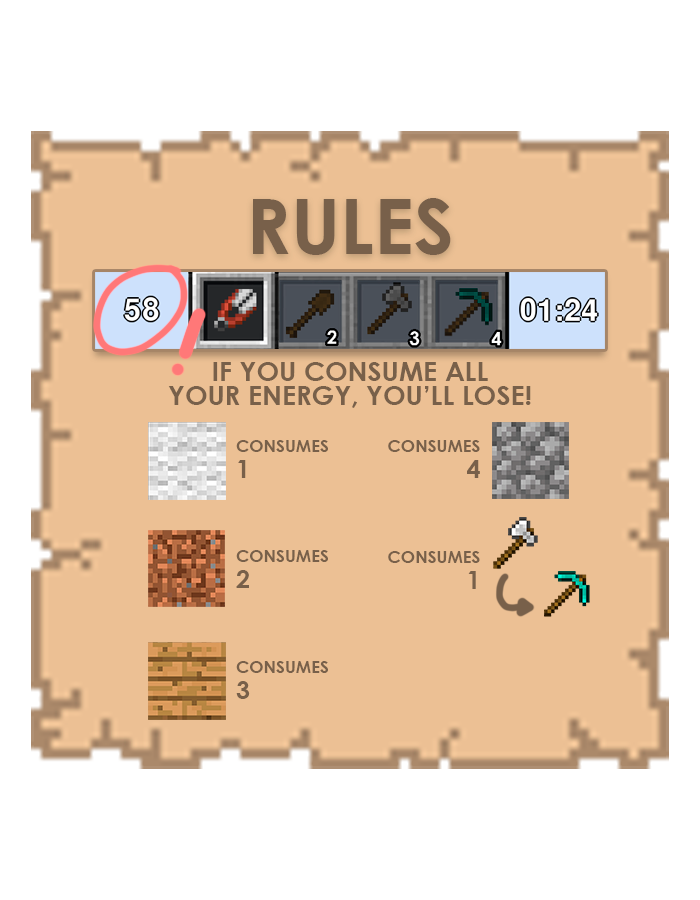 RULES
58
2
3
4
01:24
IF YOU CONSUME ALL
YOUR ENERGY, YOU'LL LOSE!
CONSUMES
1
CONSUMES
4
CONSUMES
2
CONSUMES
1
CONSUMES
3